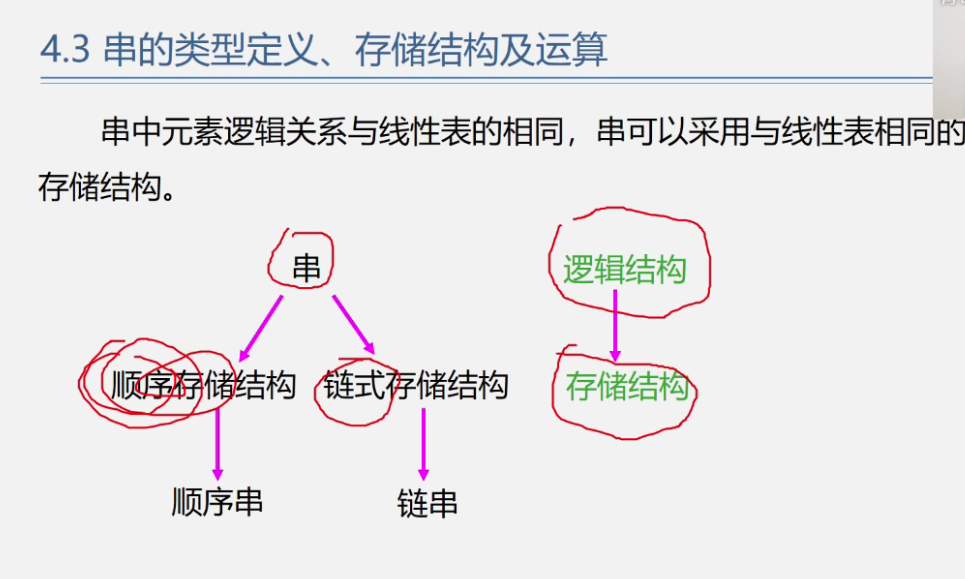 4.3 串的类型定义、存储结构及运算
串中元素逻辑关系与线性表的相同，串可以采用与线性表相同的
存储结构。
串 逻辑结构
顺序存储结构 链式存储结构 存储结构
顺序串 链串